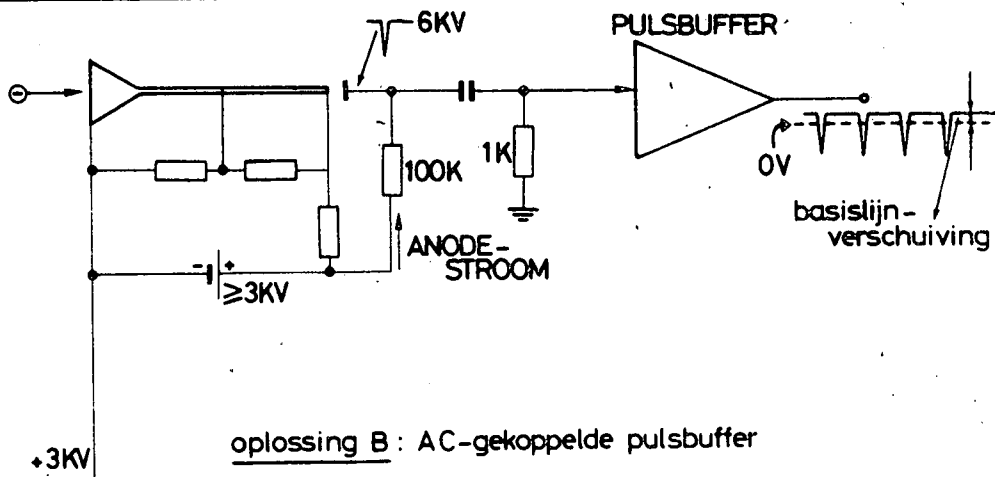 6KV
PULSBUFFER
⊖
100K
1K
0V
basislijn-
verschuiving
ANODE-
STROOM
- +
≥3KV
+3KV
oplossing B : AC-gekoppelde pulsbuffer